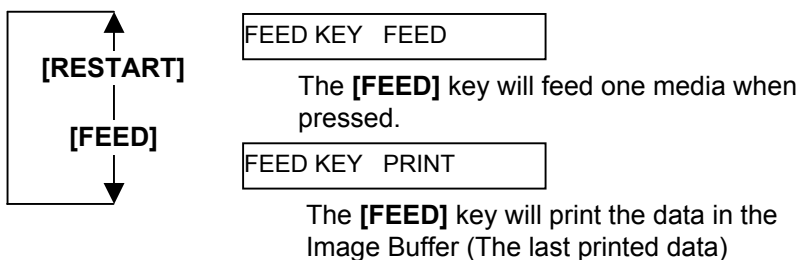 FEED KEY FEED
[RESTART]
The [FEED] key will feed one media when
pressed.
[FEED]
FEED KEY PRINT
The [FEED] key will print the data in the
Image Buffer (The last printed data)